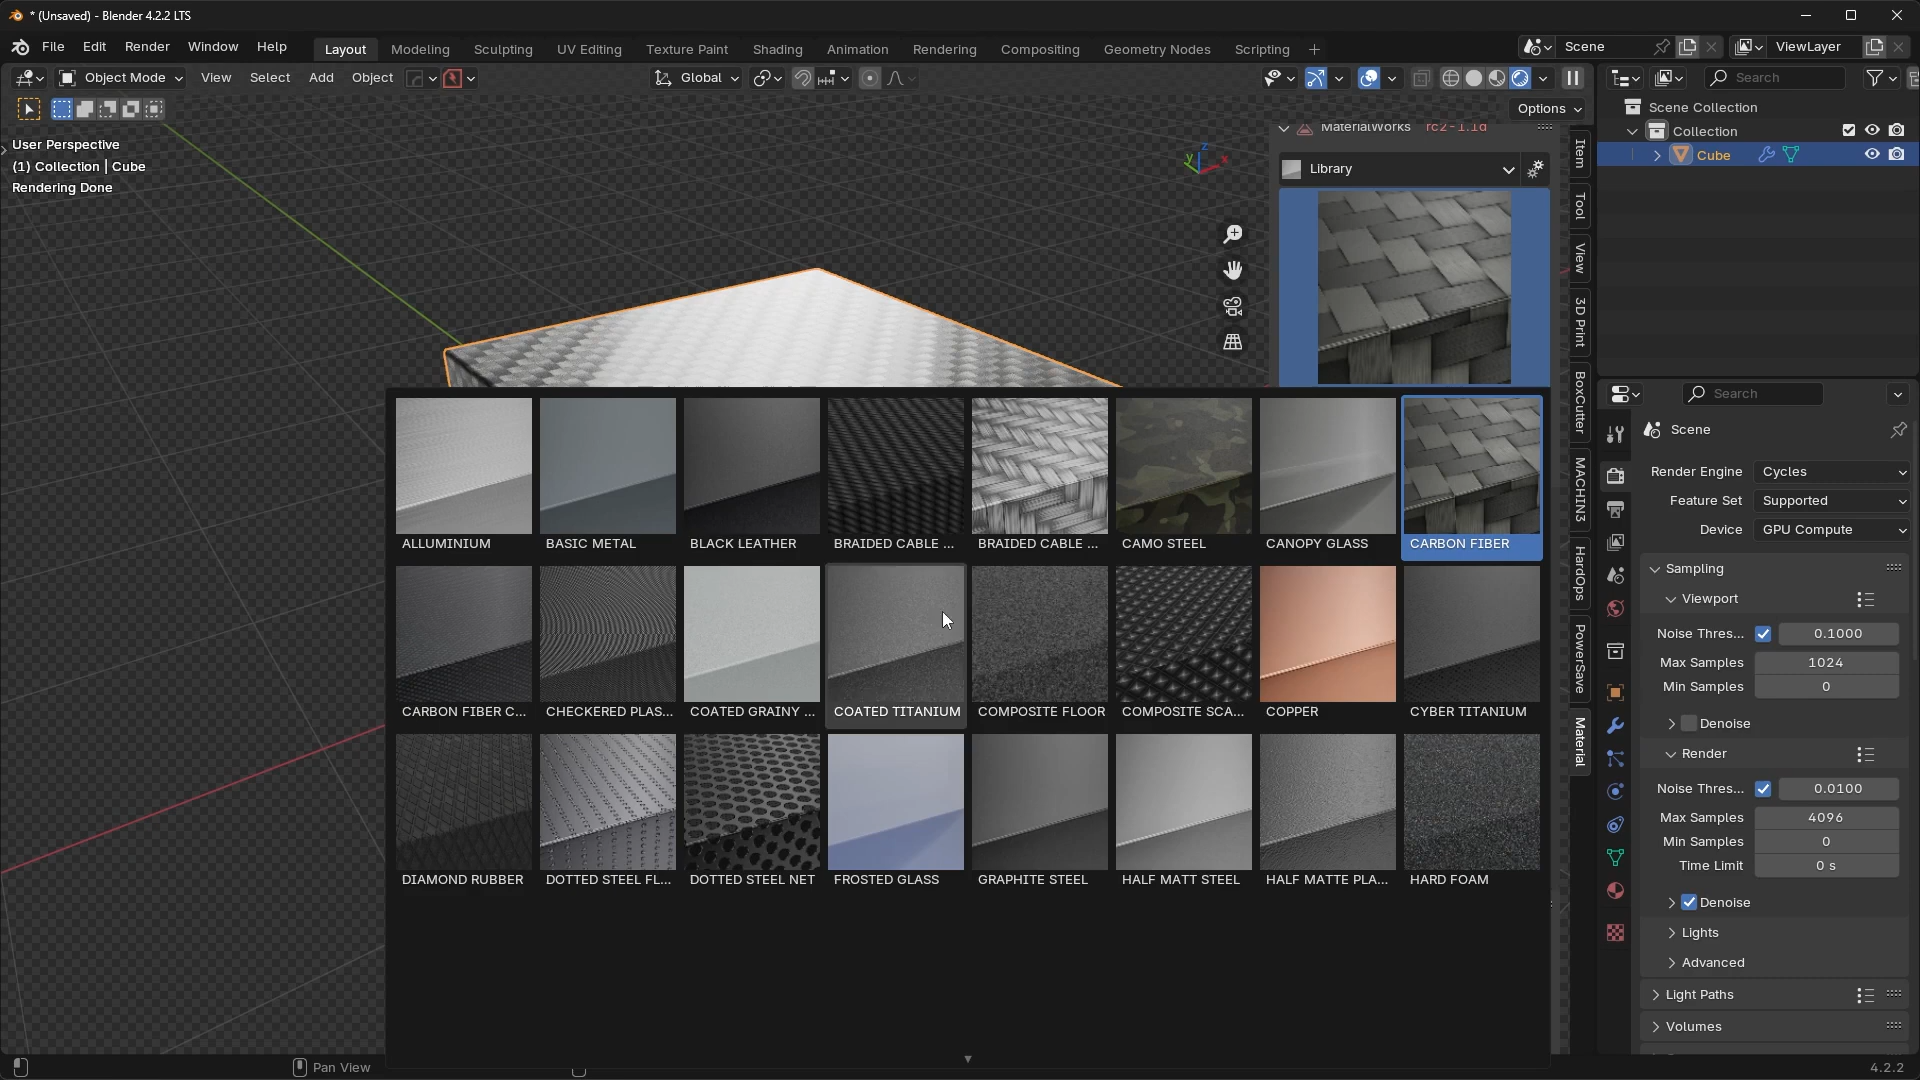 * (Unsaved) - Blender 4.2.2 LTS
File Edit Render Window Help
Layout Modeling Sculpting UV Editing Texture Paint Shading Animation Rendering Compositing Geometry Nodes Scripting +
Scene
ViewLayer
Object Mode View Select Add Object
Global
Search
Options
User Perspective
(1) Collection | Cube
Rendering Done
Z
Y
X
MaterialWorks rc2-1.1d
Library
Item
Tool
View
3D Print
BoxCutter
MACHIN3
HardOps
PowerSave
Material
Scene Collection
Collection
Cube
ALLUMINIUM
BASIC METAL
BLACK LEATHER
BRAIDED CABLE ...
BRAIDED CABLE ...
CAMO STEEL
CANOPY GLASS
CARBON FIBER
CARBON FIBER C...
CHECKERED PLAS...
COATED GRAINY ...
COATED TITANIUM
COMPOSITE FLOOR
COMPOSITE SCA...
COPPER
CYBER TITANIUM
DIAMOND RUBBER
DOTTED STEEL FL...
DOTTED STEEL NET
FROSTED GLASS
GRAPHITE STEEL
HALF MATT STEEL
HALF MATTE PLA...
HARD FOAM
Search
Scene
Render Engine Cycles
Feature Set Supported
Device GPU Compute
Sampling
Viewport
Noise Thres... 0.1000
Max Samples 1024
Min Samples 0
Denoise
Render
Noise Thres... 0.0100
Max Samples 4096
Min Samples 0
Time Limit 0 s
Denoise
Lights
Advanced
Light Paths
Volumes
Pan View
4.2.2